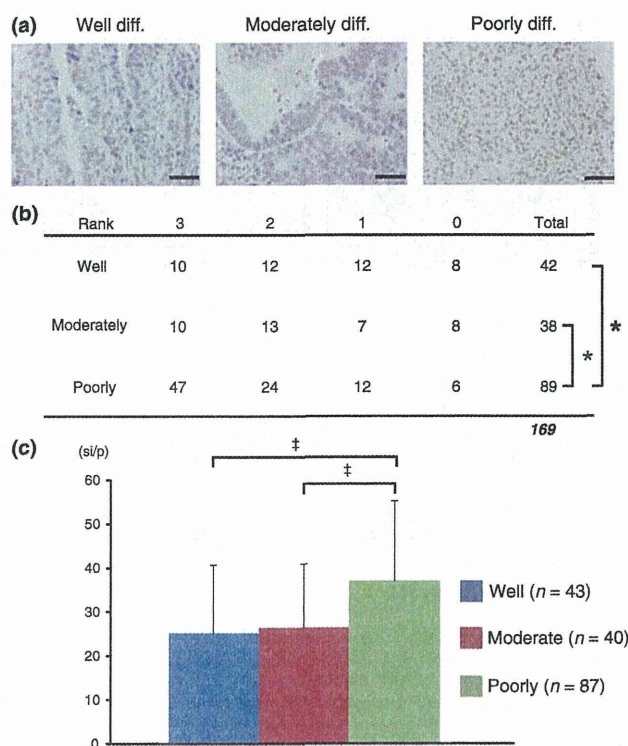 (a) Well diff. Moderately diff. Poorly diff.
(b)
Rank 3 2 1 0 Total
Well 10 12 12 8 42
Moderately 10 13 7 8 38 * *
Poorly 47 24 12 6 89
169
(c) (si/p)
‡
‡
60
50
40
30
20
10
0
Well (n = 43)
Moderate (n = 40)
Poorly (n = 87)